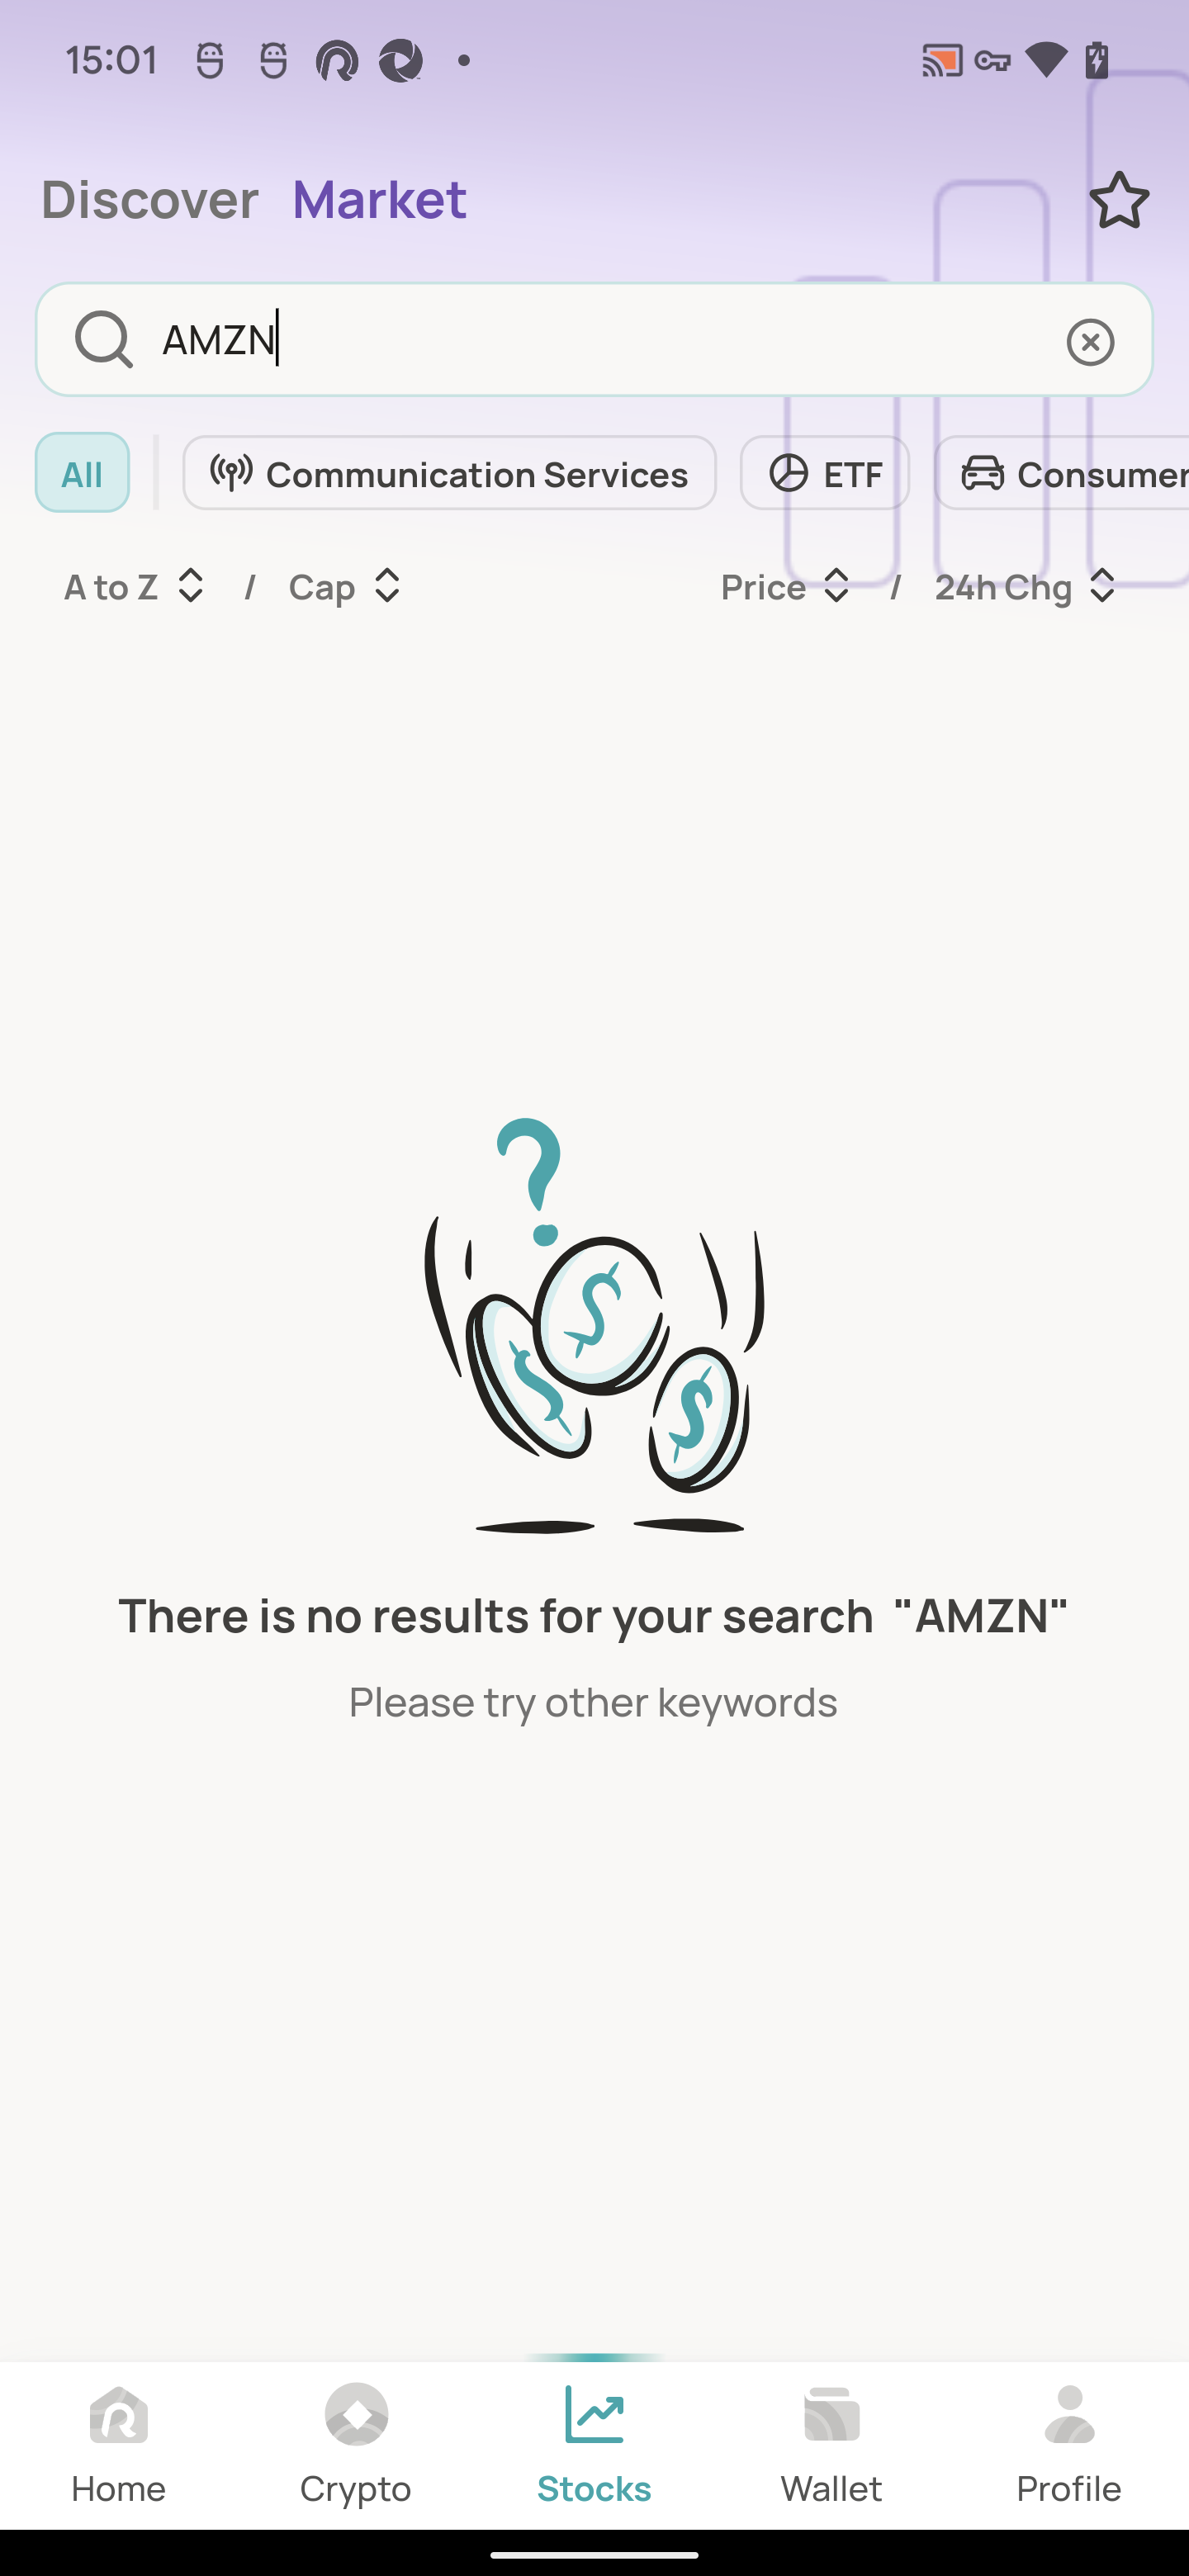 15:01
Discover Market
AMZN
All Communication Services ETF Consumer
A to Z / Cap Price / 24h Chg
There is no results for your search "AMZN"
Please try other keywords
Home Crypto Stocks Wallet Profile